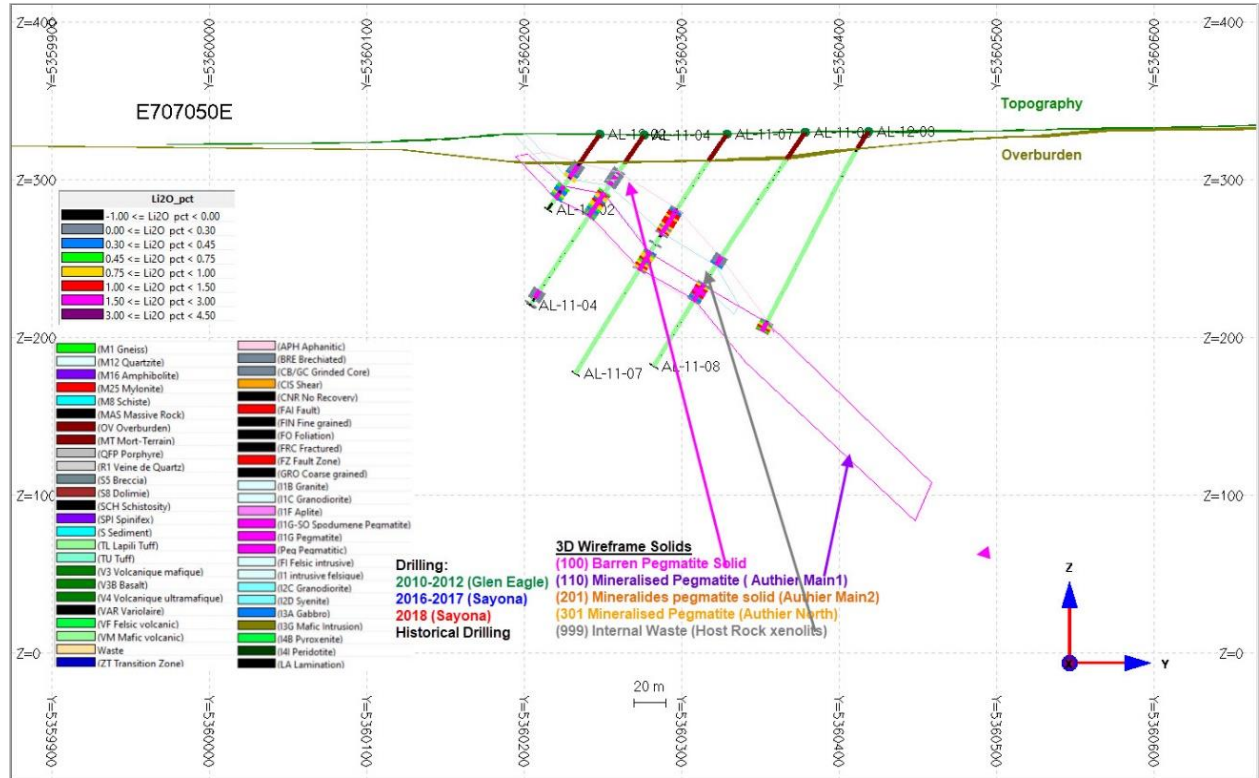 Z=400
Y=5359900
Y=5360000
Y=5360100
Y=5360200
Y=5360300
Y=5360400
Y=5360500
Y=5360600
Z=400
E707050E
Topography
AL-11-04
AL-11-07
AL-12-03
Overburden
Z=300
Z=300
Li2O_pct
-1.00 <= Li2O pct < 0.00
0.00 <= Li2O pct < 0.30
0.30 <= Li2O pct < 0.45
0.45 <= Li2O pct < 0.75
0.75 <= Li2O pct < 1.00
1.00 <= Li2O pct < 1.50
1.50 <= Li2O pct < 3.00
3.00 <= Li2O pct < 4.50
AL-11-04
AL-11-07
AL-11-08
Z=200
Z=200
(M1 Gneiss)
(M12 Quartzite)
(M16 Amphibolite)
(M25 Mylonite)
(M8 Schiste)
(MAS Massive Rock)
(OV Overburden)
(MT Mort-Terrain)
(QFP Porphyre)
(R1 Veine de Quartz)
(S5 Breccia)
(S8 Dolimie)
(SCH Schistosity)
(SPI Spinifex)
(S Sediment)
(TL Lapili Tuff)
(TU Tuff)
(V3 Volcanique mafique)
(V3B Basalt)
(V4 Volcanique ultramafique)
(VAR Variolaire)
(VF Felsic volcanic)
(VM Mafic volcanic)
Waste
(ZT Transition Zone)
(APH Aphanitic)
(BRE Brechiated)
(CB/GC Grinded Core)
(CIS Shear)
(CNR No Recovery)
(FAI Fault)
(FIN Fine grained)
(FO Foliation)
(FRC Fractured)
(FZ Fault Zone)
(GRO Coarse grained)
(I1B Granite)
(I1C Granodiorite)
(I1F Aplite)
(I1G-SO Spodumene Pegmatite)
(I1G Pegmatite)
(Peg Pegmatitic)
(FI Felsic intrusive)
(I1 intrusive felsique)
(I2C Granodiorite)
(I2D Syenite)
(I3A Gabbro)
(I3G Mafic Intrusion)
(I4B Pyroxenite)
(I4I Peridotite)
(LA Lamination)
Z=100
Z=100
Drilling:
2010-2012 (Glen Eagle)
2016-2017 (Sayona)
2018 (Sayona)
Historical Drilling
3D Wireframe Solids
(100) Barren Pegmatite Solid
(110) Mineralised Pegmatite ( Authier Main1)
(201) Mineralides pegmatite solid (Authier Main2)
(301 Mineralised Pegmatite (Authier North)
(999) Internal Waste (Host Rock xenolits)
Z
X
Y
Z=0
Z=0
20 m
Y=5359900
Y=5360000
Y=5360100
Y=5360200
Y=5360300
Y=5360400
Y=5360500
Y=5360600